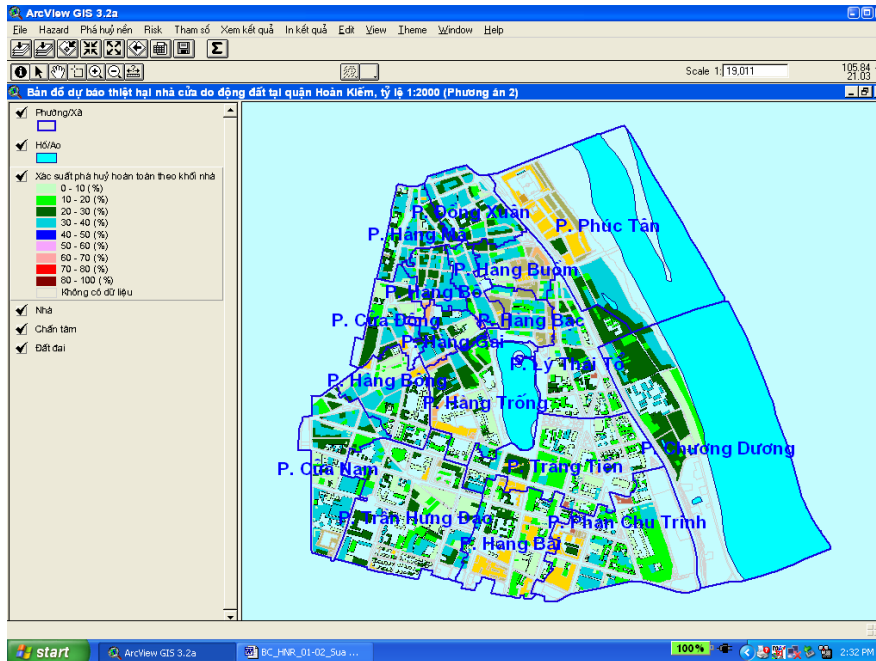 ArcView GIS 3.2a
File Hazard Phá huỷ nền Risk Tham số Xem kết quả In kết quả Edit View Theme Window Help
Scale 1: 19,011
105.84
21.03
Bản đồ dự báo thiệt hại nhà cửa do động đất tại quận Hoàn Kiếm, tỷ lệ 1:2000 (Phương án 2)
Phường/Xã
Hồ/Ao
Xác suất phá huỷ hoàn toàn theo khối nhà
0 - 10 (%)
10 - 20 (%)
20 - 30 (%)
30 - 40 (%)
40 - 50 (%)
50 - 60 (%)
60 - 70 (%)
70 - 80 (%)
80 - 100 (%)
Không có dữ liệu
Nhà
Chấn tâm
Đất đai
P. Đồng Xuân
P. Phúc Tân
P. Hàng Mã
P. Hàng Buồm
P. Hàng Bồ
P. Cửa Đông
P. Hàng Bạc
P. Hàng Gai
P. Lý Thái Tổ
P. Hàng Bông
P. Hàng Trống
P. Chương Dương
P. Cửa Nam
P. Tràng Tiền
P. Trần Hưng Đạo
P. Phan Chu Trinh
P. Hàng Bài
start
ArcView GIS 3.2a
BC_HNR_01-02_Sua ...
100%
2:32 PM